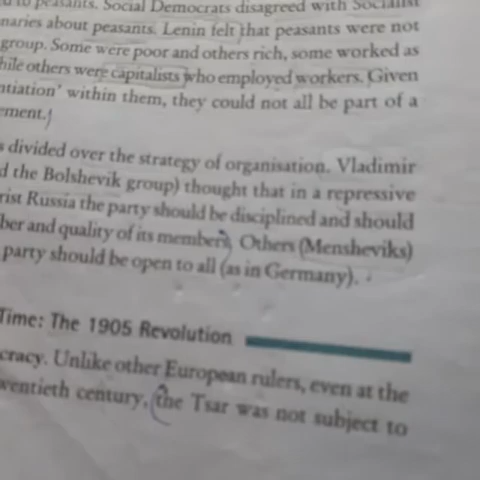 to peasants. Social Democrats disagreed with Socialist
naries about peasants. Lenin felt that peasants were not
group. Some were poor and others rich, some worked as
hile others were capitalists who employed workers. Given
ntiation' within them, they could not all be part of a
ement.
s divided over the strategy of organisation. Vladimir
d the Bolshevik group) thought that in a repressive
rist Russia the party should be disciplined and should
ber and quality of its members. Others (Mensheviks)
party should be open to all (as in Germany).
Time: The 1905 Revolution
cracy. Unlike other European rulers, even at the
wentieth century, the Tsar was not subject to